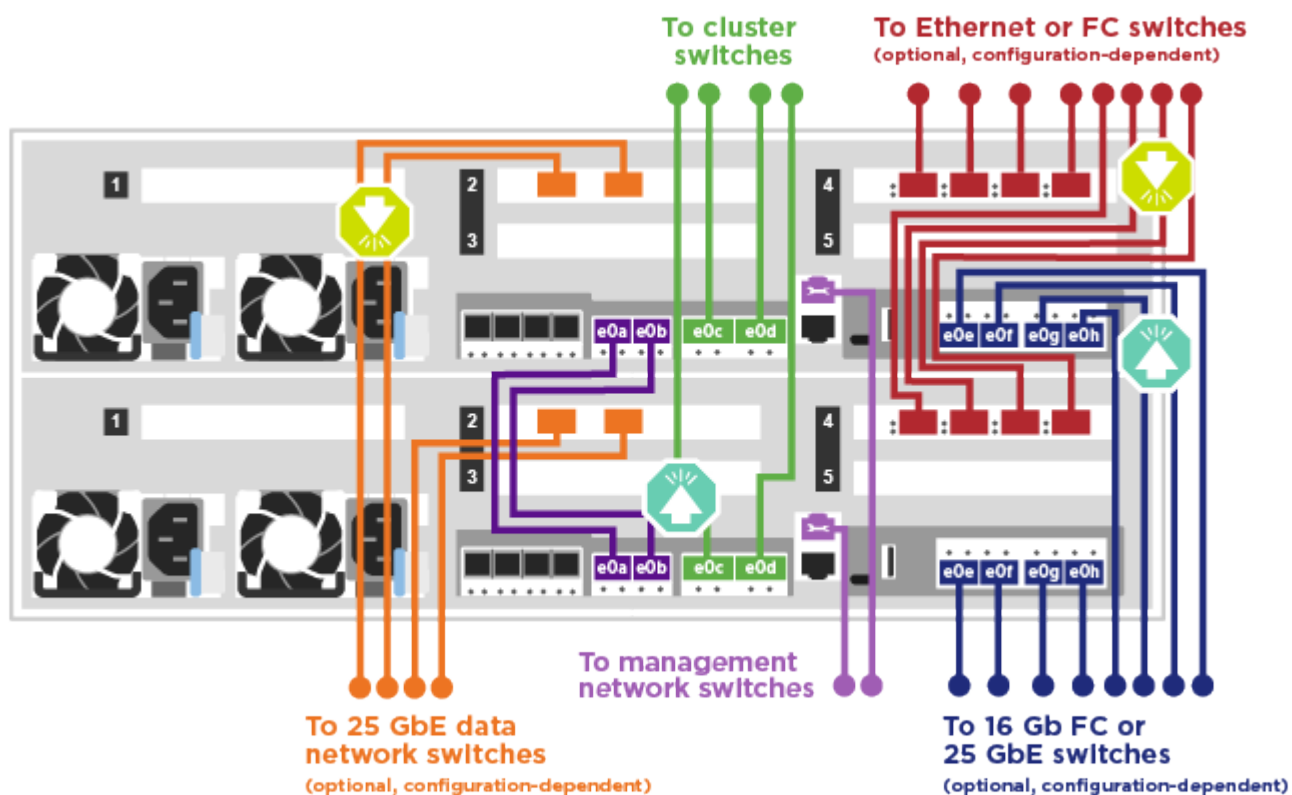 To cluster
switches
To Ethernet or FC switches
(optional, configuration-dependent)
1
2
3
4
5
e0a e0b e0c e0d
e0e e0f e0g e0h
1
2
3
4
5
e0a e0b e0c e0d
e0e e0f e0g e0h
To management
network switches
To 25 GbE data
network switches
(optional, configuration-dependent)
To 16 Gb FC or
25 GbE switches
(optional, configuration-dependent)